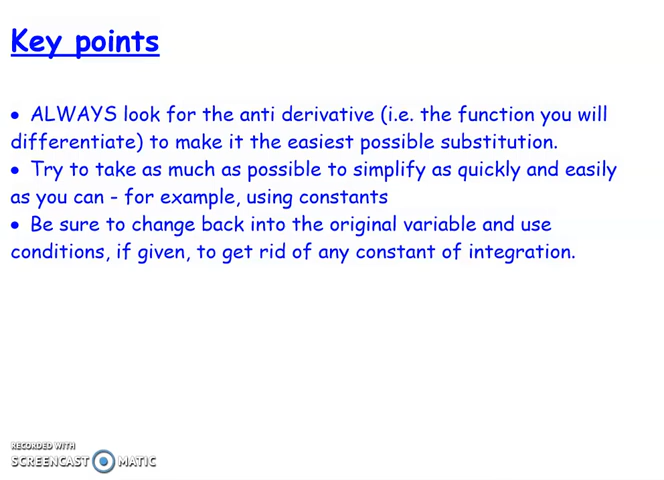 Key points
• ALWAYS look for the anti derivative (i.e. the function you will
differentiate) to make it the easiest possible substitution.
• Try to take as much as possible to simplify as quickly and easily
as you can - for example, using constants
• Be sure to change back into the original variable and use
conditions, if given, to get rid of any constant of integration.
RECORDED WITH
SCREENCAST MATIC